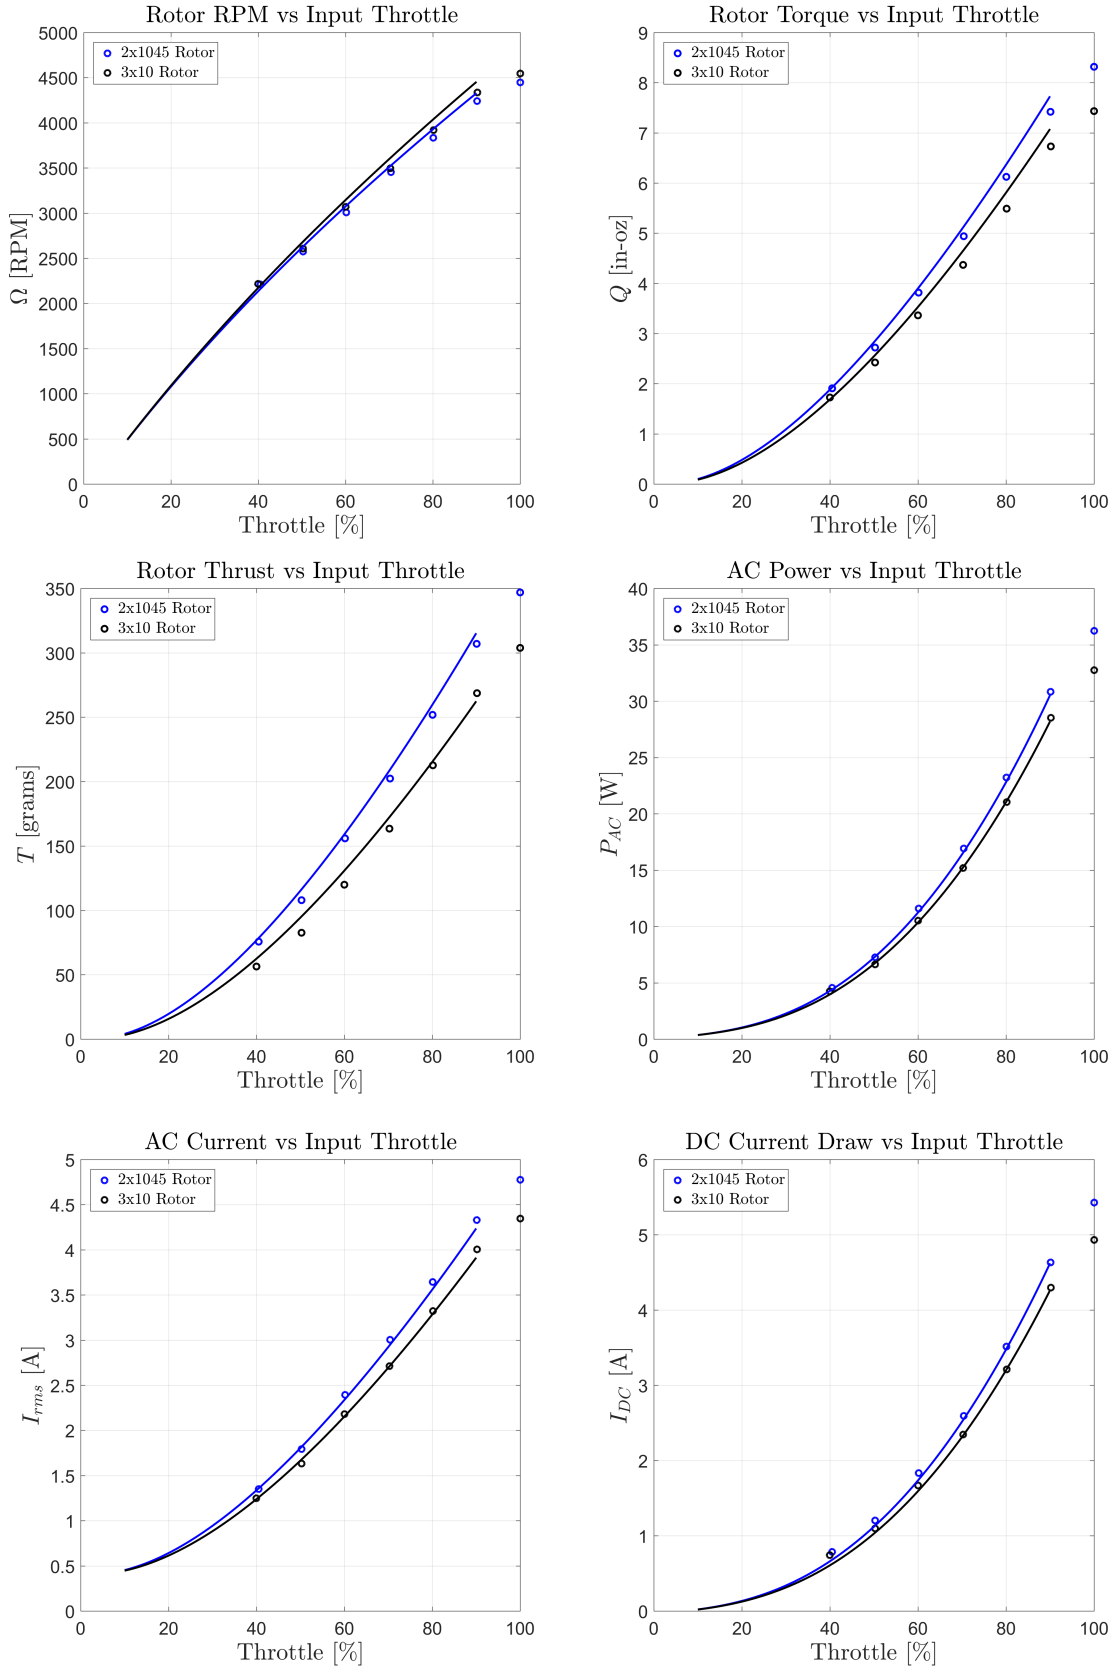 Rotor RPM vs Input Throttle
5000
4500
4000
3500
3000
2500
2000
1500
1000
500
0
0 20 40 60 80 100
Ω [RPM]
Throttle [%]
2x1045 Rotor
3x10 Rotor
Rotor Torque vs Input Throttle
9
8
7
6
5
4
3
2
1
0
0 20 40 60 80 100
Q [in-oz]
Throttle [%]
2x1045 Rotor
3x10 Rotor
Rotor Thrust vs Input Throttle
350
300
250
200
150
100
50
0
0 20 40 60 80 100
T [grams]
Throttle [%]
2x1045 Rotor
3x10 Rotor
AC Power vs Input Throttle
40
35
30
25
20
15
10
5
0
0 20 40 60 80 100
P_AC [W]
Throttle [%]
2x1045 Rotor
3x10 Rotor
AC Current vs Input Throttle
5
4.5
4
3.5
3
2.5
2
1.5
1
0.5
0
0 20 40 60 80 100
I_rms [A]
Throttle [%]
2x1045 Rotor
3x10 Rotor
DC Current Draw vs Input Throttle
6
5
4
3
2
1
0
0 20 40 60 80 100
I_DC [A]
Throttle [%]
2x1045 Rotor
3x10 Rotor